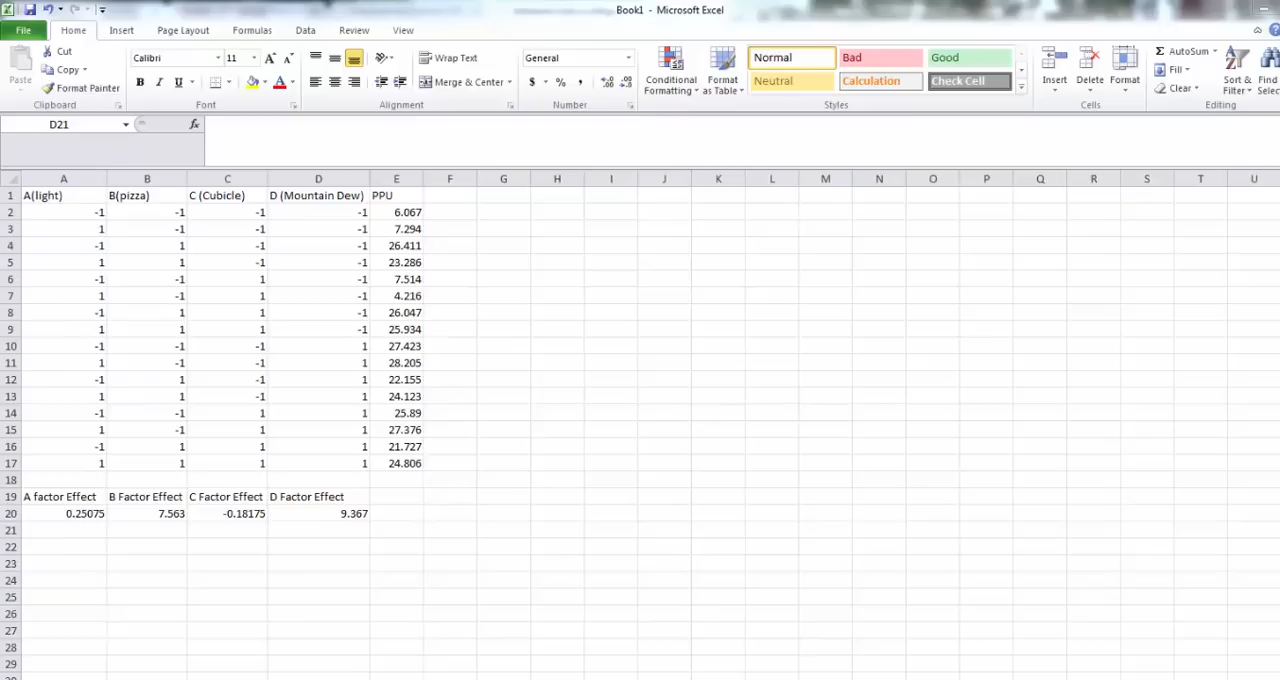 Book1 - Microsoft Excel
File Home Insert Page Layout Formulas Data Review View
Cut Calibri 11 A A Wrap Text General Normal Bad Good Σ AutoSum
Paste Copy Conditional Formatting Format as Table Insert Delete Format Fill Sort & Filter
Format Painter B I U A Merge & Center $ % , Neutral Calculation Check Cell Clear
Clipboard Font Alignment Number Styles Cells Editing
D21 fx
A B C D E F G H I J K L M N O P Q R S T U
1 A(light) B(pizza) C (Cubicle) D (Mountain Dew) PPU
2 -1 -1 -1 -1 6.067
3 1 -1 -1 -1 7.294
4 -1 1 -1 -1 26.411
5 1 1 -1 -1 23.286
6 -1 -1 1 -1 7.514
7 1 -1 1 -1 4.216
8 -1 1 1 -1 26.047
9 1 1 1 -1 25.934
10 -1 -1 -1 1 27.423
11 1 -1 -1 1 28.205
12 -1 1 -1 1 22.155
13 1 1 -1 1 24.123
14 -1 -1 1 1 25.89
15 1 -1 1 1 27.376
16 -1 1 1 1 21.727
17 1 1 1 1 24.806
18
19 A factor Effect B Factor Effect C Factor Effect D Factor Effect
20 0.25075 7.563 -0.18175 9.367
21
22
23
24
25
26
27
28
29